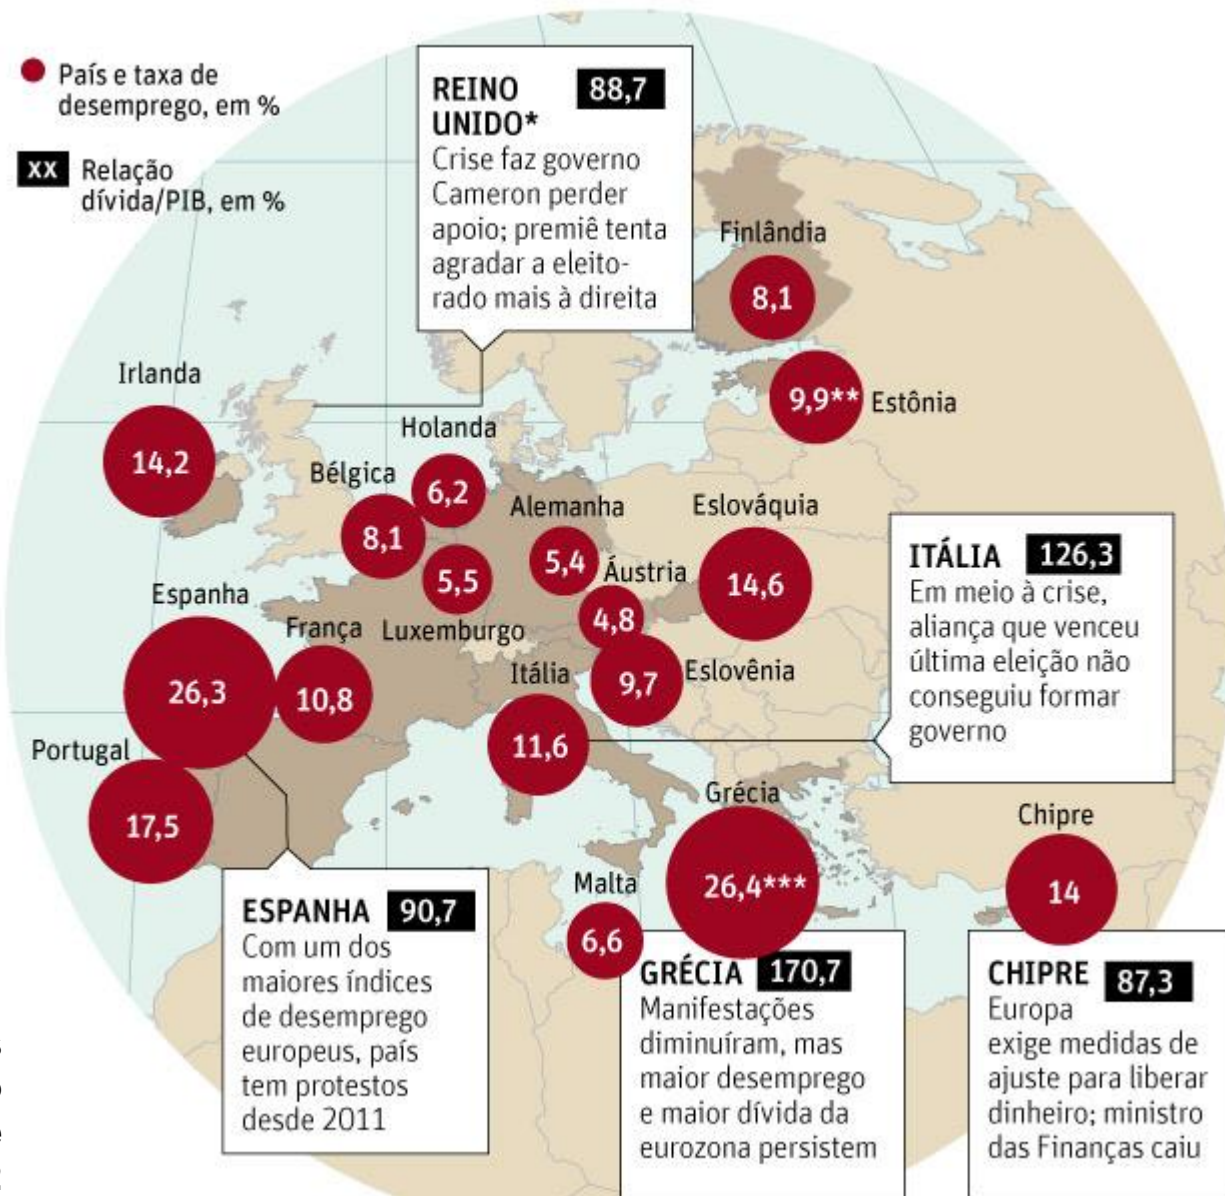 País e taxa de
desemprego, em %
XX Relação
dívida/PIB, em %
REINO 88,7
UNIDO*
Crise faz governo
Cameron perder
apoio; premiê tenta
agradar a eleito-
rado mais à direita
Finlândia
8,1
9,9** Estônia
Irlanda
14,2
Holanda
6,2
Bélgica
8,1
Alemanha
5,4
Eslováquia
14,6
5,5
Luxemburgo
Áustria
4,8
Espanha
26,3
França
10,8
Itália
11,6
9,7 Eslovênia
ITÁLIA 126,3
Em meio à crise,
aliança que venceu
última eleição não
conseguiu formar
governo
Portugal
17,5
Grécia
26,4***
Chipre
14
Malta
6,6
ESPANHA 90,7
Com um dos
maiores índices
de desemprego
europeus, país
tem protestos
desde 2011
GRÉCIA 170,7
Manifestações
diminuíram, mas
maior desemprego
e maior dívida da
eurozona persistem
CHIPRE 87,3
Europa
exige medidas de
ajuste para liberar
dinheiro; ministro
das Finanças caiu